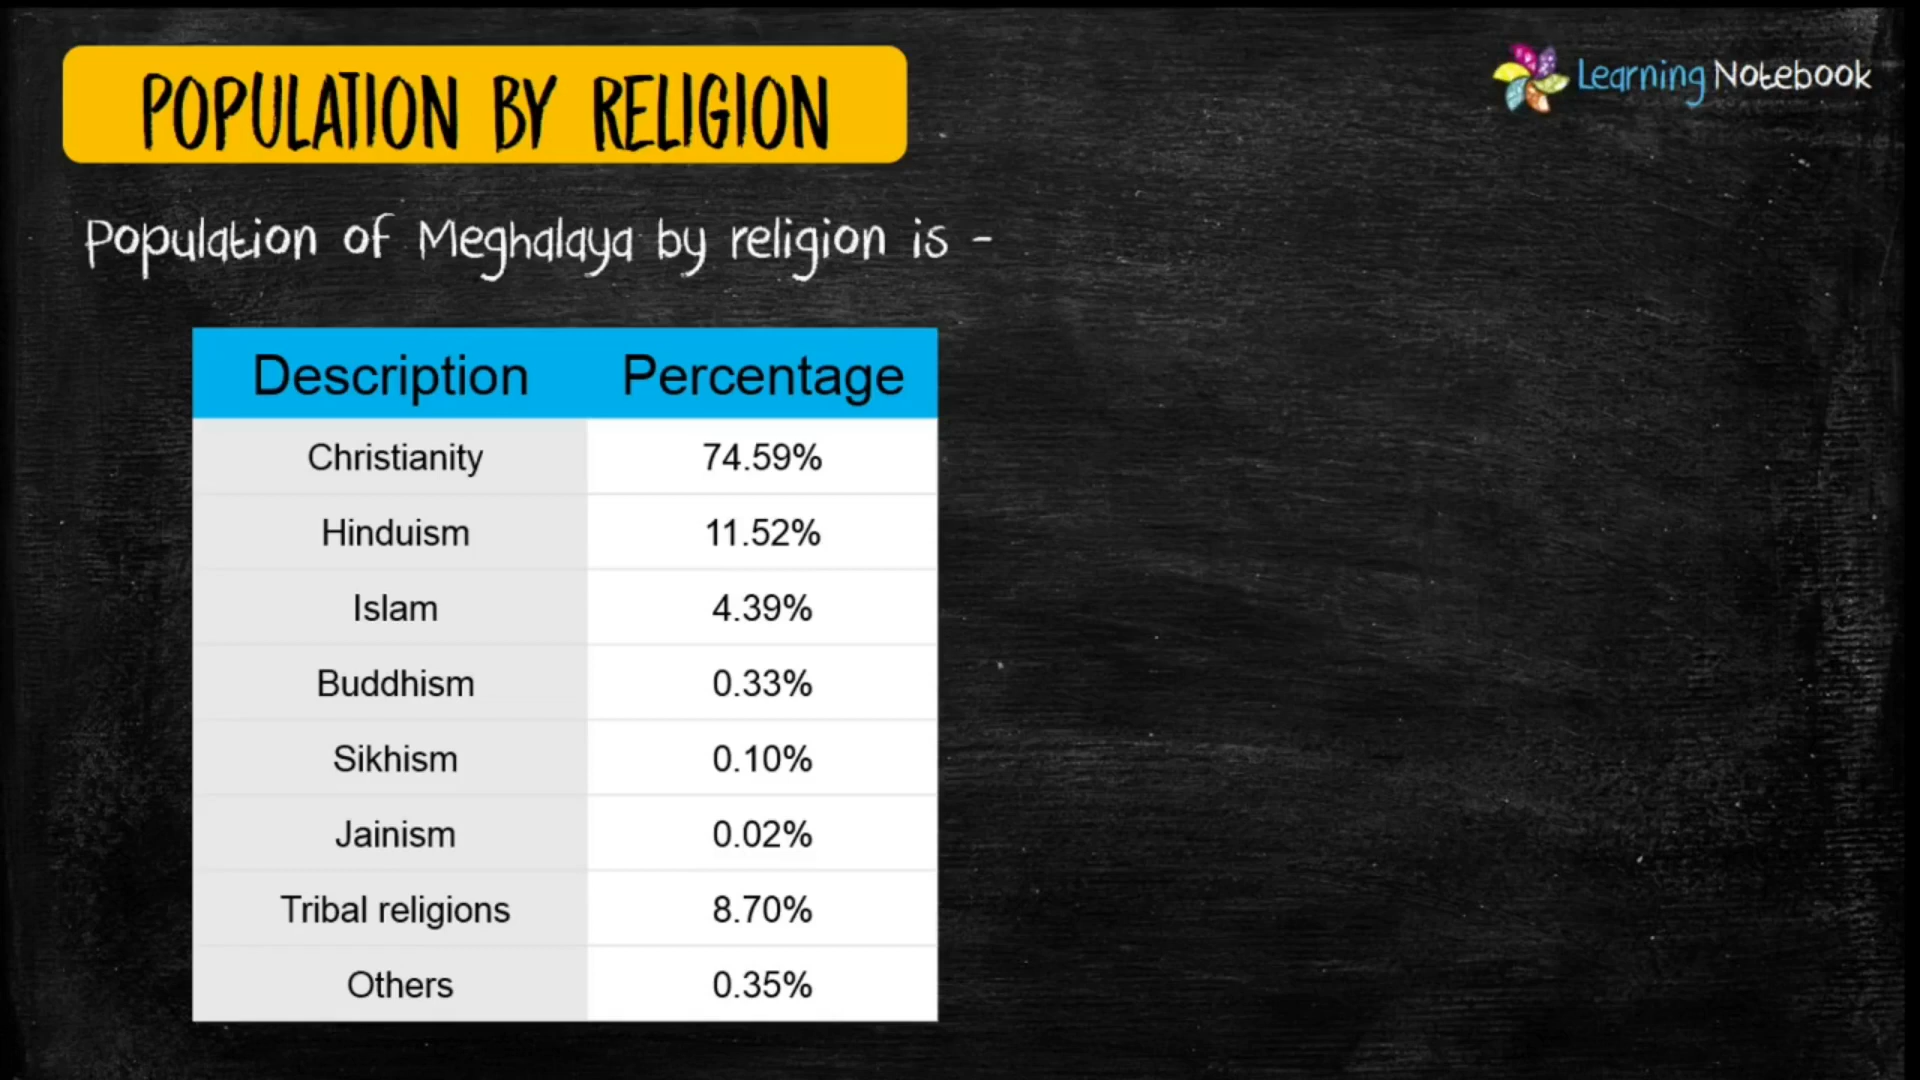 POPULATION BY RELIGION
Learning Notebook
Population of Meghalaya by religion is -
Description Percentage
Christianity 74.59%
Hinduism 11.52%
Islam 4.39%
Buddhism 0.33%
Sikhism 0.10%
Jainism 0.02%
Tribal religions 8.70%
Others 0.35%